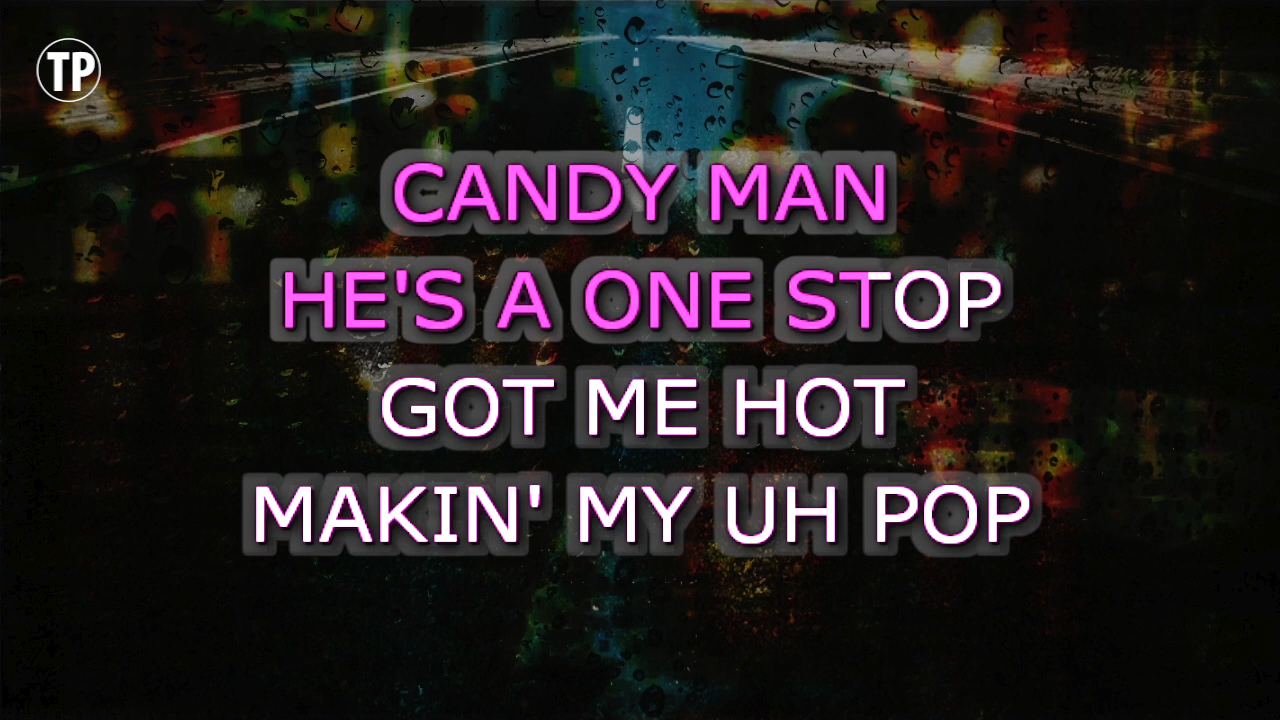 TP
CANDY MAN
HE'S A ONE STOP
GOT ME HOT
MAKIN' MY UH POP